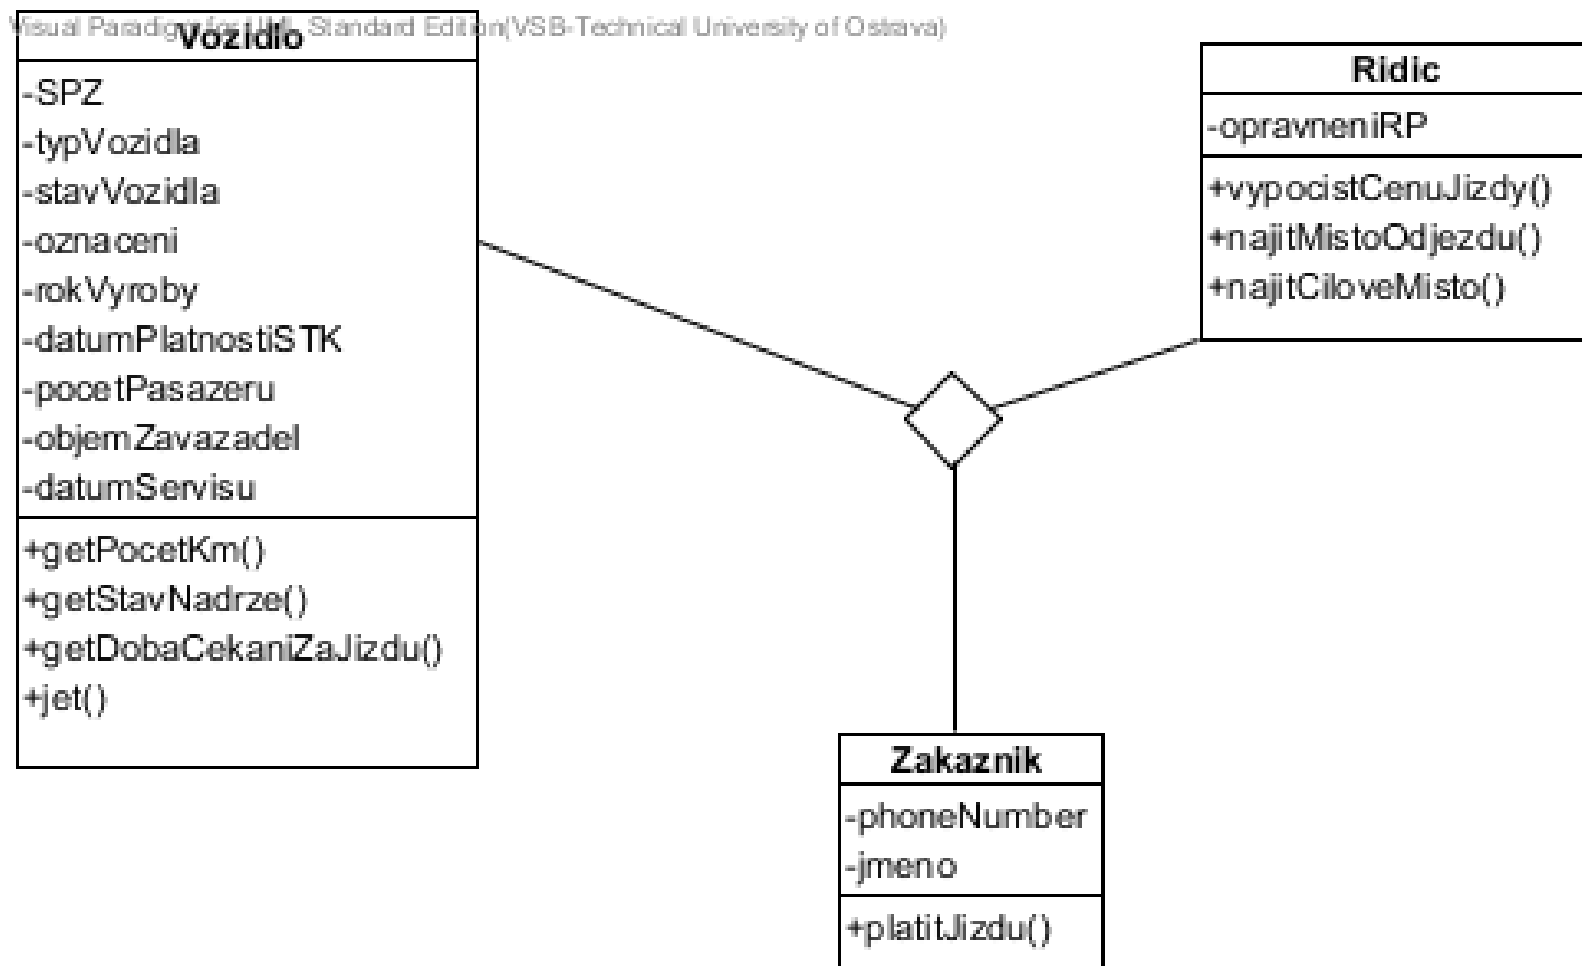 Visual Paradigm for UML Standard Edition(VSB-Technical University of Ostrava)
Vozidlo
-SPZ
-typVozidla
-stavVozidla
-oznaceni
-rokVyroby
-datumPlatnostiSTK
-pocetPasazeru
-objemZavazadel
-datumServisu
+getPocetKm()
+getStavNadrze()
+getDobaCekaniZaJizdu()
+jet()
Ridic
-opravneniRP
+vypocistCenuJizdy()
+najitMistoOdjezdu()
+najitCiloveMisto()
Zakaznik
-phoneNumber
-jmeno
+platitJizdu()